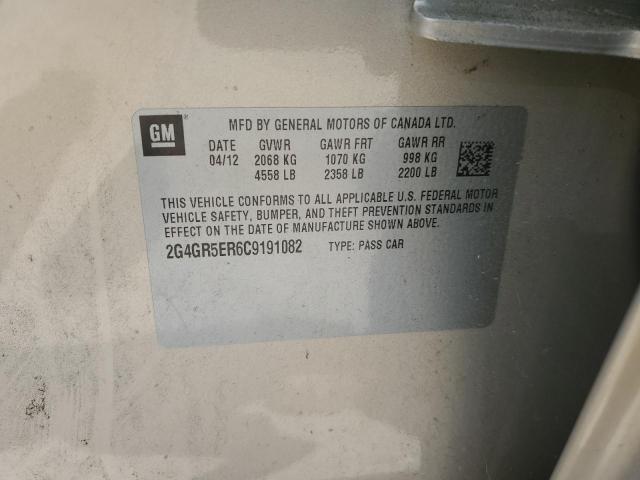 GM ®
MFD BY GENERAL MOTORS OF CANADA LTD.
DATE GVWR GAWR FRT GAWR RR
04/12 2068 KG 1070 KG 998 KG
4558 LB 2358 LB 2200 LB
THIS VEHICLE CONFORMS TO ALL APPLICABLE U.S. FEDERAL MOTOR
VEHICLE SAFETY, BUMPER, AND THEFT PREVENTION STANDARDS IN
EFFECT ON THE DATE OF MANUFACTURE SHOWN ABOVE.
2G4GR5ER6C9191082 TYPE: PASS CAR